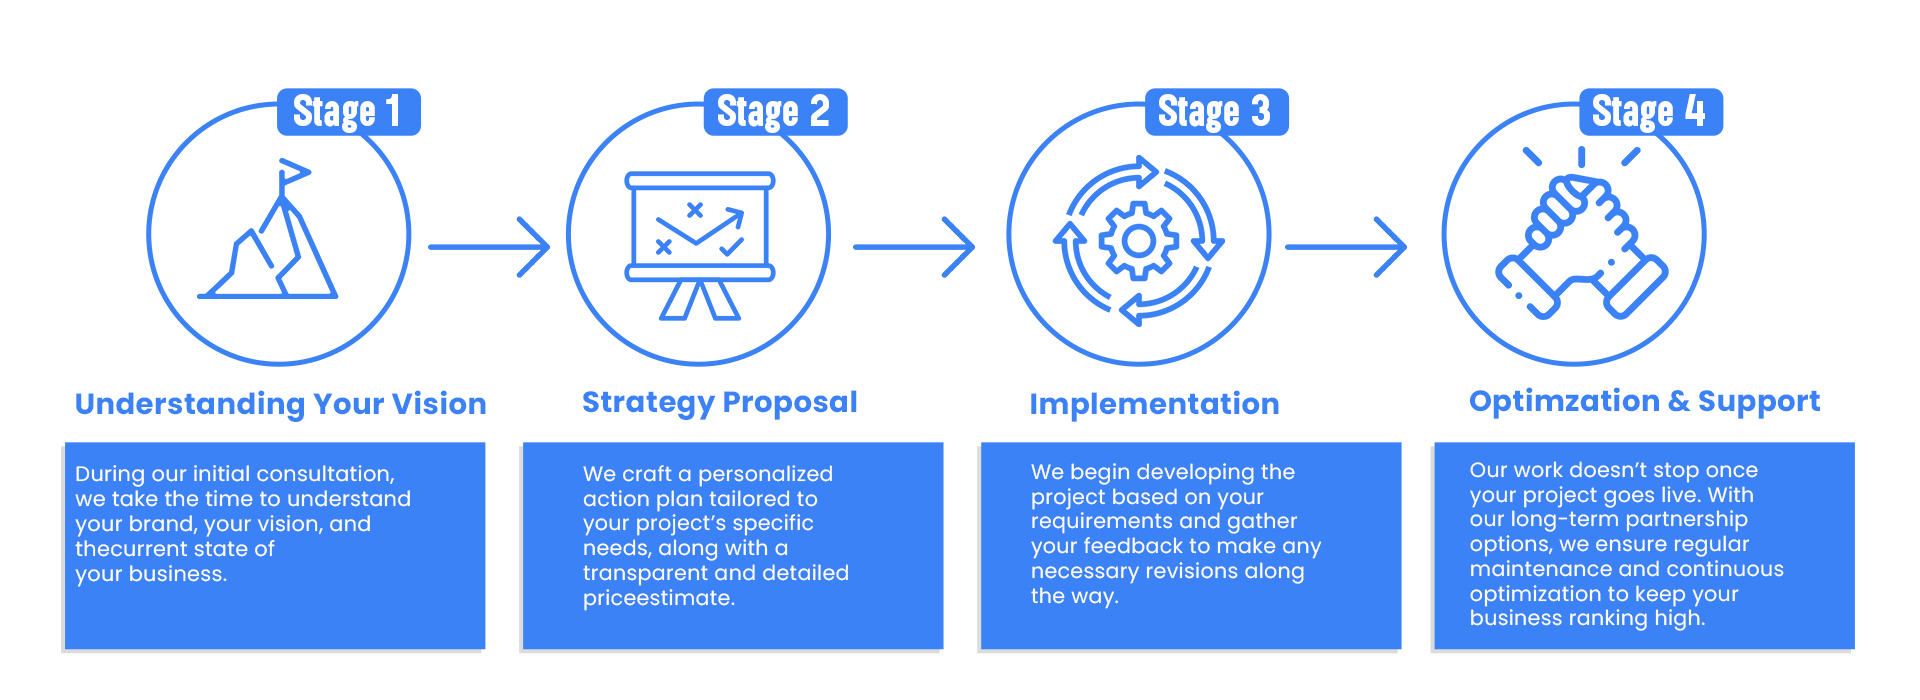 Stage 1
Understanding Your Vision
During our initial consultation,
we take the time to understand
your brand, your vision, and
thecurrent state of
your business.
Stage 2
Strategy Proposal
We craft a personalized
action plan tailored to
your project’s specific
needs, along with a
transparent and detailed
priceestimate.
Stage 3
Implementation
We begin developing the
project based on your
requirements and gather
your feedback to make any
necessary revisions along
the way.
Stage 4
Optimzation & Support
Our work doesn’t stop once
your project goes live. With
our long-term partnership
options, we ensure regular
maintenance and continuous
optimization to keep your
business ranking high.